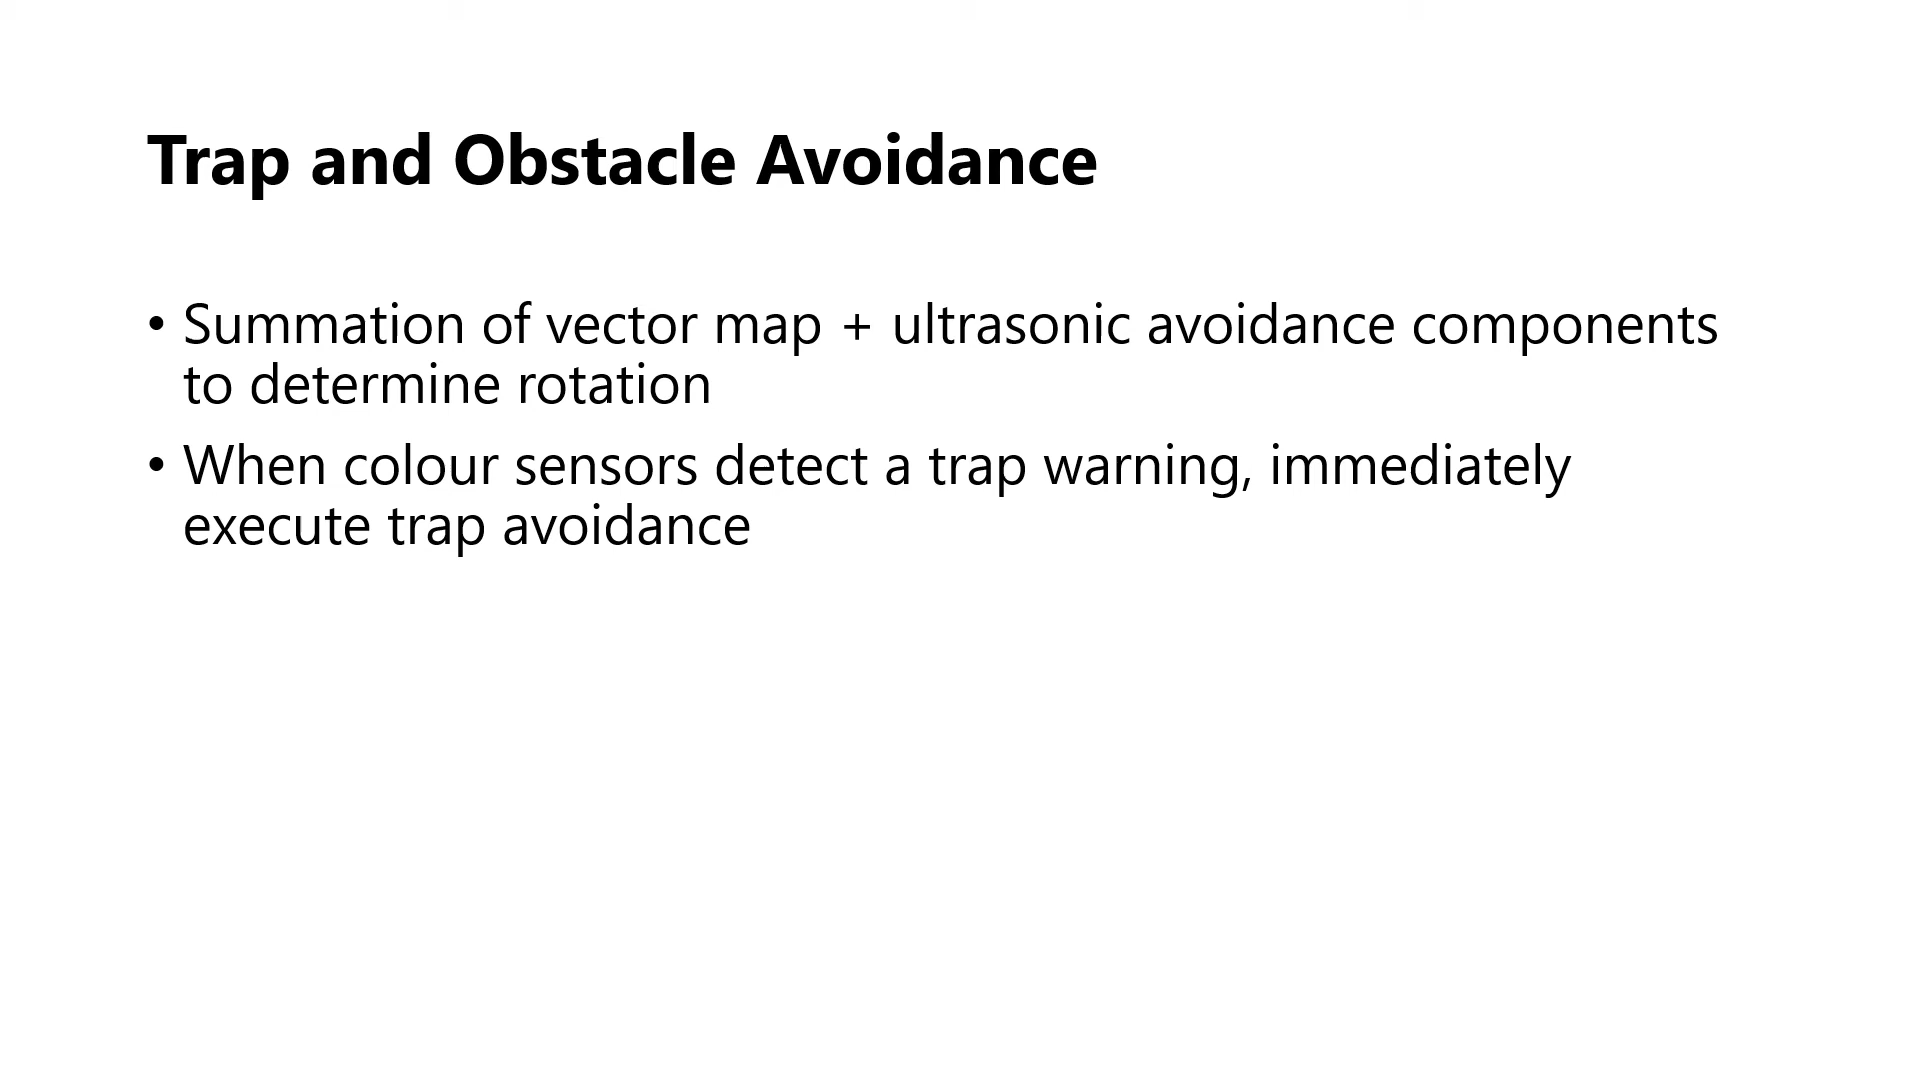 Trap and Obstacle Avoidance
• Summation of vector map + ultrasonic avoidance components
to determine rotation
• When colour sensors detect a trap warning, immediately
execute trap avoidance